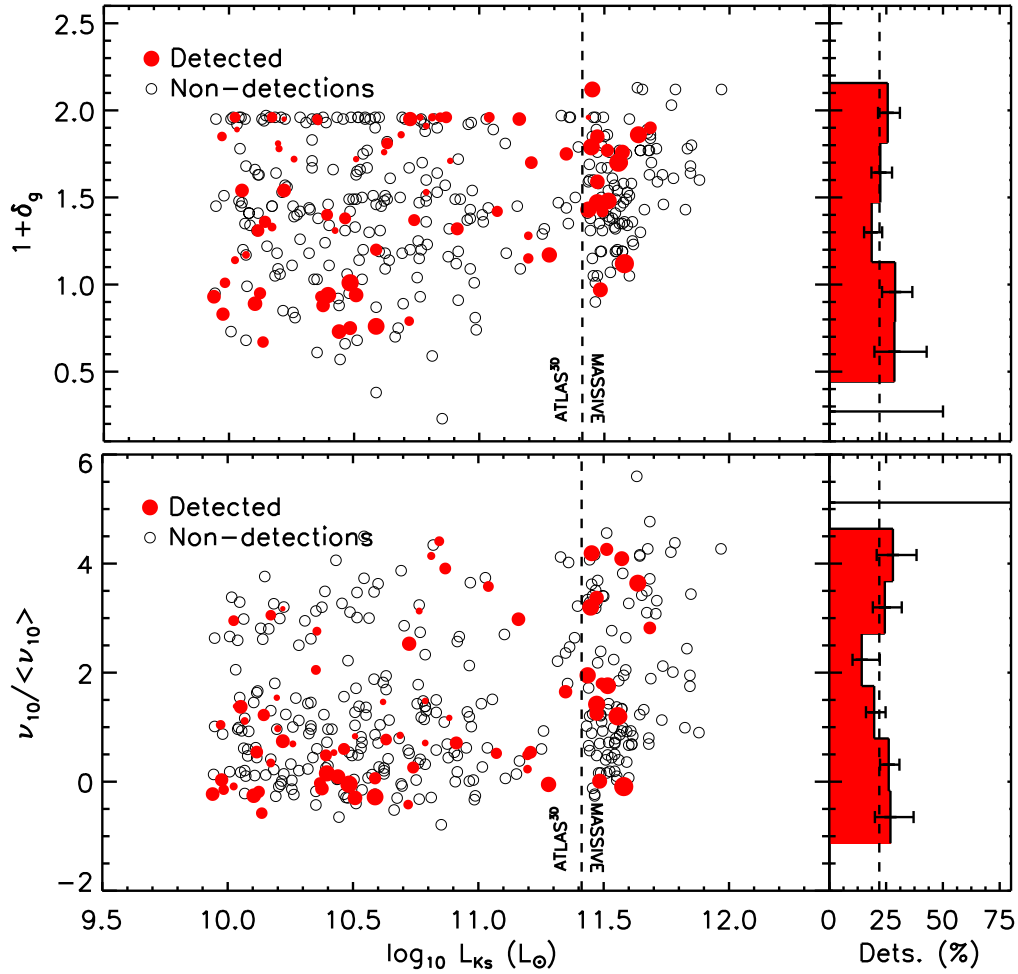 2.5
2.0
1.5
1.0
0.5
1+δg
Detected
Non-detections
ATLAS³ᴰ
MASSIVE
6
4
2
0
−2
ν10/<ν10>
Detected
Non-detections
ATLAS³ᴰ
MASSIVE
9.5 10.0 10.5 11.0 11.5 12.0
log10 LKs (L⊙)
0 25 50 75
Dets. (%)